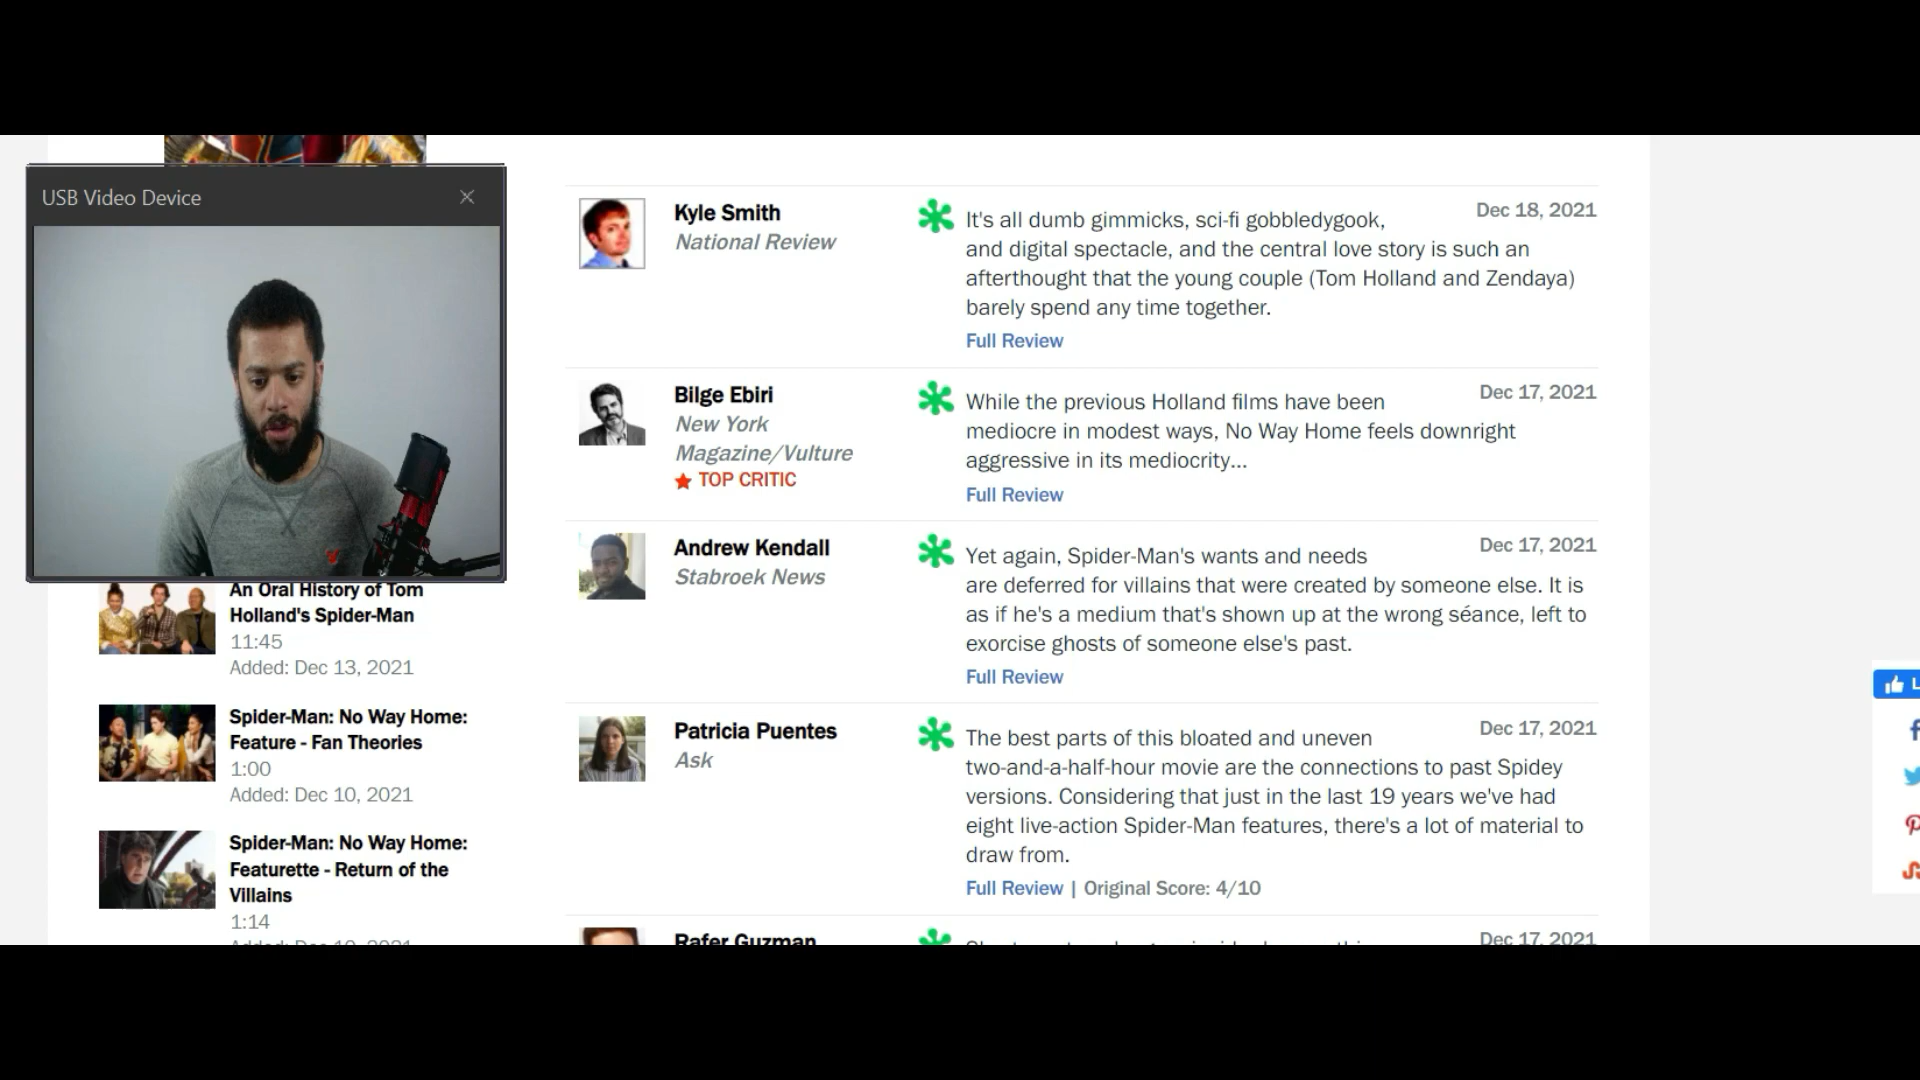 USB Video Device
An Oral History of Tom
Holland's Spider-Man
11:45
Added: Dec 13, 2021
Spider-Man: No Way Home:
Feature - Fan Theories
1:00
Added: Dec 10, 2021
Spider-Man: No Way Home:
Featurette - Return of the
Villains
1:14
Kyle Smith
National Review
It's all dumb gimmicks, sci-fi gobbledygook,
and digital spectacle, and the central love story is such an
afterthought that the young couple (Tom Holland and Zendaya)
barely spend any time together.
Full Review
Dec 18, 2021
Bilge Ebiri
New York
Magazine/Vulture
TOP CRITIC
While the previous Holland films have been
mediocre in modest ways, No Way Home feels downright
aggressive in its mediocrity...
Full Review
Dec 17, 2021
Andrew Kendall
Stabroek News
Yet again, Spider-Man's wants and needs
are deferred for villains that were created by someone else. It is
as if he's a medium that's shown up at the wrong séance, left to
exorcise ghosts of someone else's past.
Full Review
Dec 17, 2021
Patricia Puentes
Ask
The best parts of this bloated and uneven
two-and-a-half-hour movie are the connections to past Spidey
versions. Considering that just in the last 19 years we've had
eight live-action Spider-Man features, there's a lot of material to
draw from.
Full Review | Original Score: 4/10
Dec 17, 2021
Rafer Guzman
Dec 17, 2021